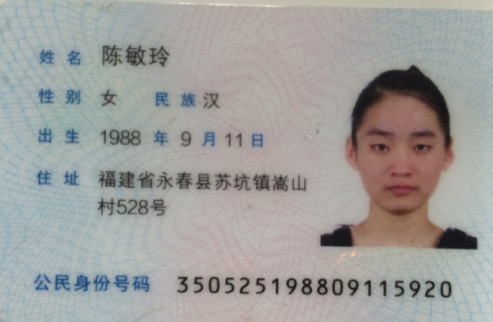 姓名 陈敏玲
性别 女 民族 汉
出生 1988 年 9 月 11 日
住址 福建省永春县苏坑镇嵩山
村528号
公民身份号码 350525198809115920